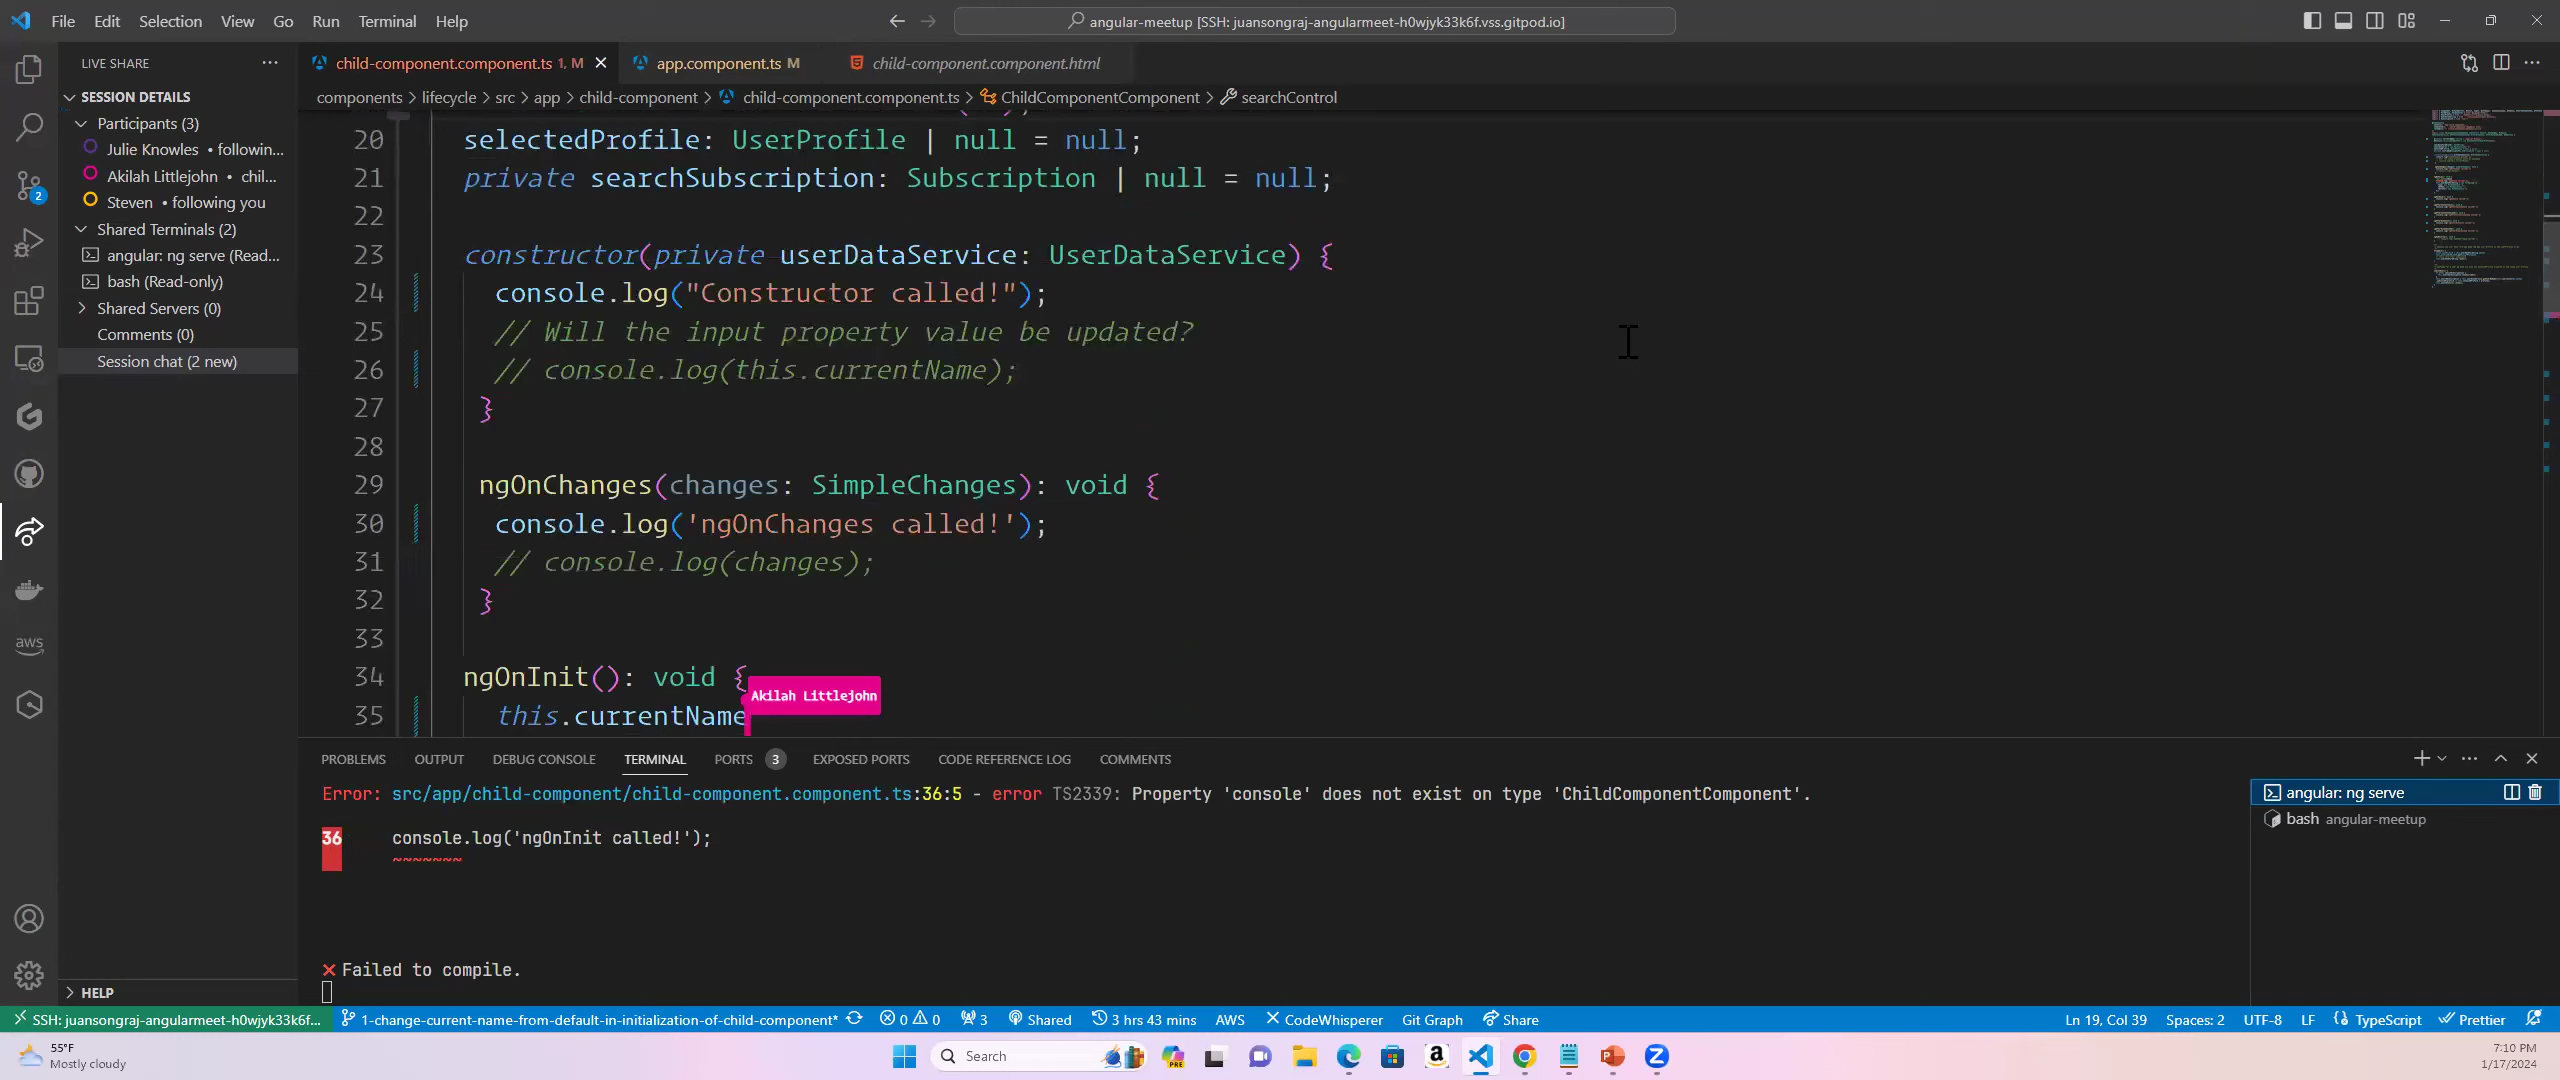 File Edit Selection View Go Run Terminal Help
angular-meetup [SSH: juansongraj-angularmeet-h0wjyk33k6f.vss.gitpod.io]
LIVE SHARE
child-component.component.ts 1, M
app.component.ts M
child-component.component.html
SESSION DETAILS
components > lifecycle > src > app > child-component > child-component.component.ts > ChildComponentComponent > searchControl
Participants (3)
Julie Knowles • followin...
Akilah Littlejohn • chil...
Steven • following you
Shared Terminals (2)
angular: ng serve (Read...
bash (Read-only)
Shared Servers (0)
Comments (0)
Session chat (2 new)
2
aws
HELP
20 selectedProfile: UserProfile | null = null;
21 private searchSubscription: Subscription | null = null;
22
23 constructor(private userDataService: UserDataService) {
24 console.log("Constructor called!");
25 // Will the input property value be updated?
26 // console.log(this.currentName);
27 }
28
29 ngOnChanges(changes: SimpleChanges): void {
30 console.log('ngOnChanges called!');
31 // console.log(changes);
32 }
33
34 ngOnInit(): void {
Akilah Littlejohn
35 this.currentName
PROBLEMS OUTPUT DEBUG CONSOLE TERMINAL PORTS 3 EXPOSED PORTS CODE REFERENCE LOG COMMENTS
Error: src/app/child-component/child-component.component.ts:36:5 - error TS2339: Property 'console' does not exist on type 'ChildComponentComponent'.
36 console.log('ngOnInit called!');
~~~~~~~
Failed to compile.
angular: ng serve
bash angular-meetup
SSH: juansongraj-angularmeet-h0wjyk33k6f... 1-change-current-name-from-default-in-initialization-of-child-component* 0 0 3 Shared 3 hrs 43 mins AWS CodeWhisperer Git Graph Share Ln 19, Col 39 Spaces: 2 UTF-8 LF TypeScript Prettier
55°F
Mostly cloudy
Search
PRE
7:10 PM
1/17/2024